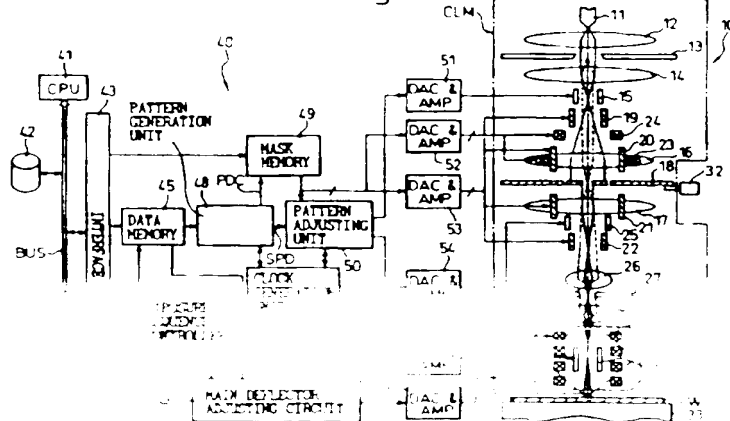 CLM
10
11
12
13
14
40
41
CPU
43
42
PATTERN
GENERATION
UNIT
49
MASK
MEMORY
51
DAC &
AMP
15
19
24
52
DAC &
AMP
20
23
16
18
32
PDC
45
DATA
MEMORY
48
PATTERN
ADJUSTING
UNIT
50
DAC &
AMP
53
17
21
25
22
INTERFACE
BUS
SPD
CLOCK
54
DAC &
26
27
MAIN DEFLECTOR
ADJUSTING CIRCUIT
DAC &
AMP
W